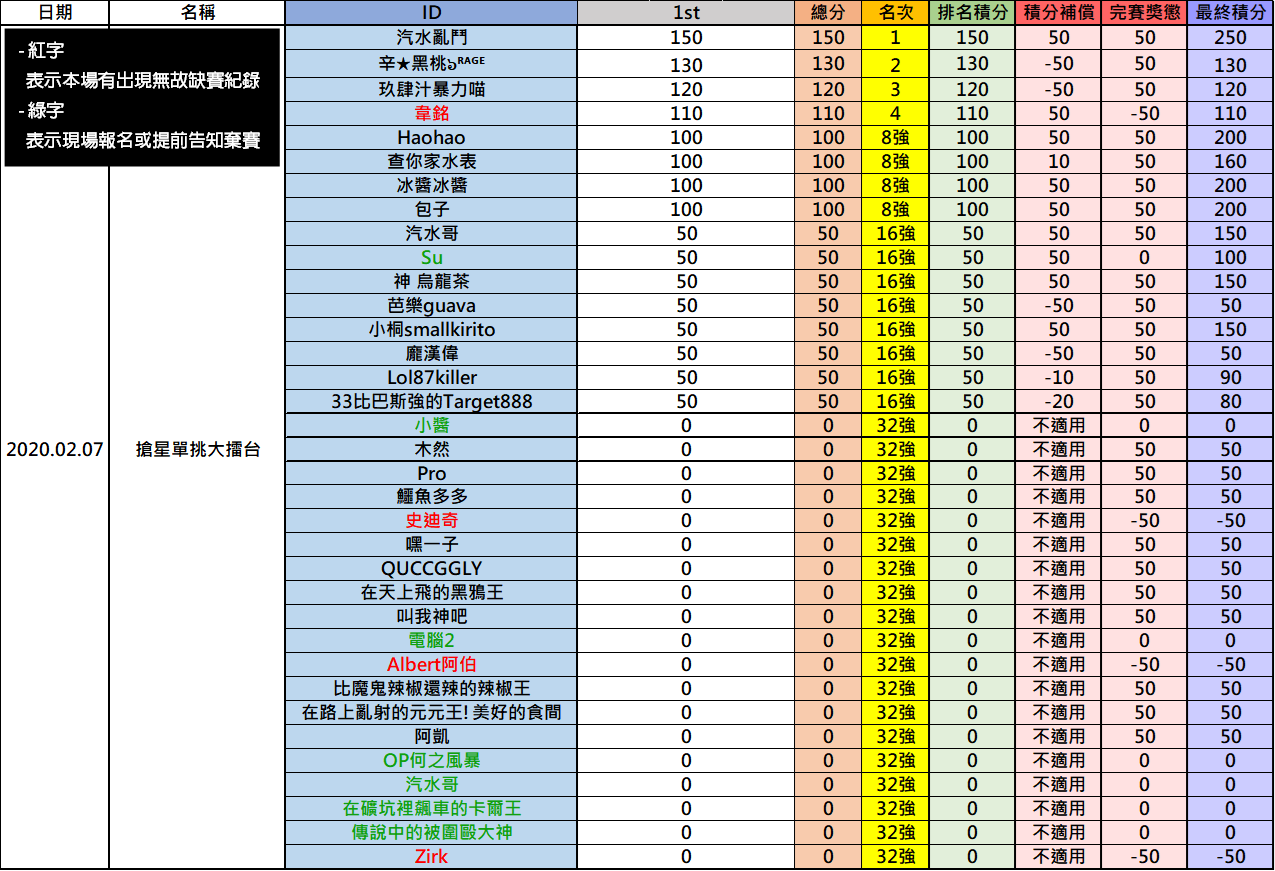 日期 名稱 ID 1st 總分 名次 排名積分 積分補償 完賽獎懲 最終積分
- 紅字
表示本場有出現無故缺賽紀錄
- 綠字
表示現場報名或提前告知棄賽
2020.02.07 搶星單挑大擂台
汽水亂鬥 150 150 1 150 50 50 250
辛★黑桃ঌᴿᴬᴳᴱ 130 130 2 130 -50 50 130
玖肆汁暴力喵 120 120 3 120 -50 50 120
韋銘 110 110 4 110 50 -50 110
Haohao 100 100 8強 100 50 50 200
查你家水表 100 100 8強 100 10 50 160
冰醬冰醬 100 100 8強 100 50 50 200
包子 100 100 8強 100 50 50 200
汽水哥 50 50 16強 50 50 50 150
Su 50 50 16強 50 50 0 100
神 烏龍茶 50 50 16強 50 50 50 150
芭樂guava 50 50 16強 50 -50 50 50
小桐smallkirito 50 50 16強 50 50 50 150
龐漢偉 50 50 16強 50 -50 50 50
Lol87killer 50 50 16強 50 -10 50 90
33比巴斯強的Target888 50 50 16強 50 -20 50 80
小醬 0 0 32強 0 不適用 0 0
木然 0 0 32強 0 不適用 50 50
Pro 0 0 32強 0 不適用 50 50
鱷魚多多 0 0 32強 0 不適用 50 50
史迪奇 0 0 32強 0 不適用 -50 -50
嘿一子 0 0 32強 0 不適用 50 50
QUCCGGLY 0 0 32強 0 不適用 50 50
在天上飛的黑鴉王 0 0 32強 0 不適用 50 50
叫我神吧 0 0 32強 0 不適用 50 50
電腦2 0 0 32強 0 不適用 0 0
Albert阿伯 0 0 32強 0 不適用 -50 -50
比魔鬼辣椒還辣的辣椒王 0 0 32強 0 不適用 50 50
在路上亂射的元元王! 美好的食間 0 0 32強 0 不適用 50 50
阿凱 0 0 32強 0 不適用 50 50
OP何之風暴 0 0 32強 0 不適用 0 0
汽水哥 0 0 32強 0 不適用 0 0
在礦坑裡飆車的卡爾王 0 0 32強 0 不適用 0 0
傳說中的被圍毆大神 0 0 32強 0 不適用 0 0
Zirk 0 0 32強 0 不適用 -50 -50